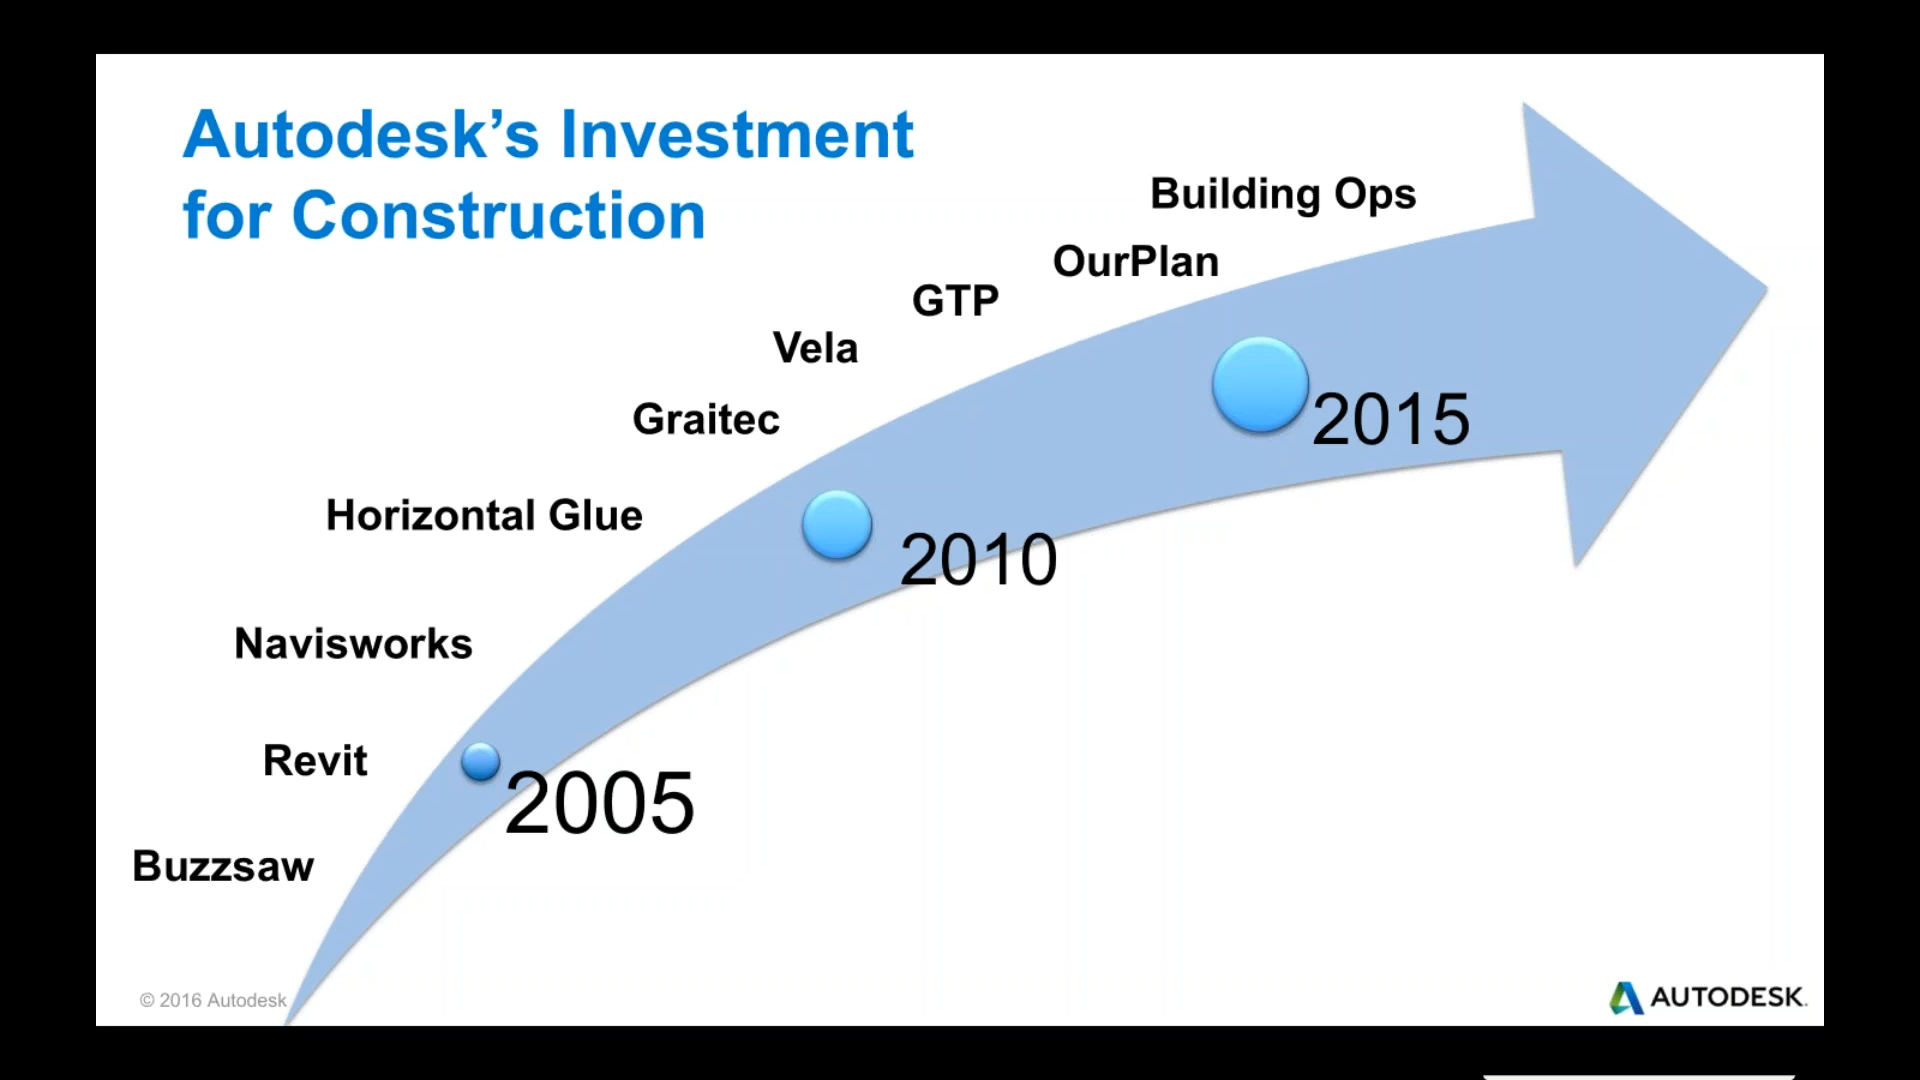 Autodesk’s Investment
for Construction
Building Ops
OurPlan
GTP
Vela
Graitec
2015
Horizontal Glue
2010
Navisworks
Revit
2005
Buzzsaw
© 2016 Autodesk
AUTODESK.